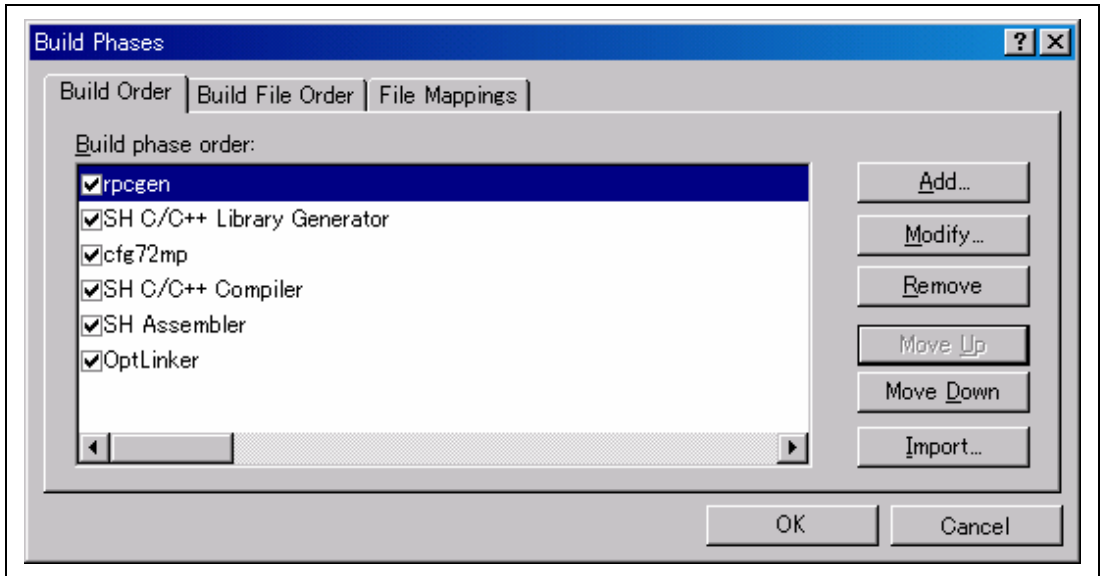 Build Phases
Build Order Build File Order File Mappings
Build phase order:
rpcgen
SH C/C++ Library Generator
cfg72mp
SH C/C++ Compiler
SH Assembler
OptLinker
Add...
Modify...
Remove
Move Up
Move Down
Import...
OK Cancel